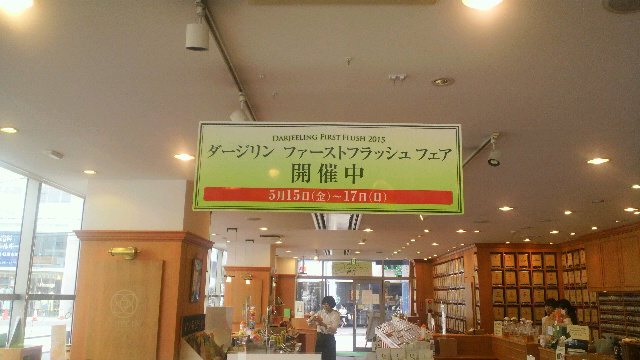 DARJEELING FIRST FLUSH 2015
ダージリン ファーストフラッシュ フェア
開催中
5月15日(金)~17日(日)